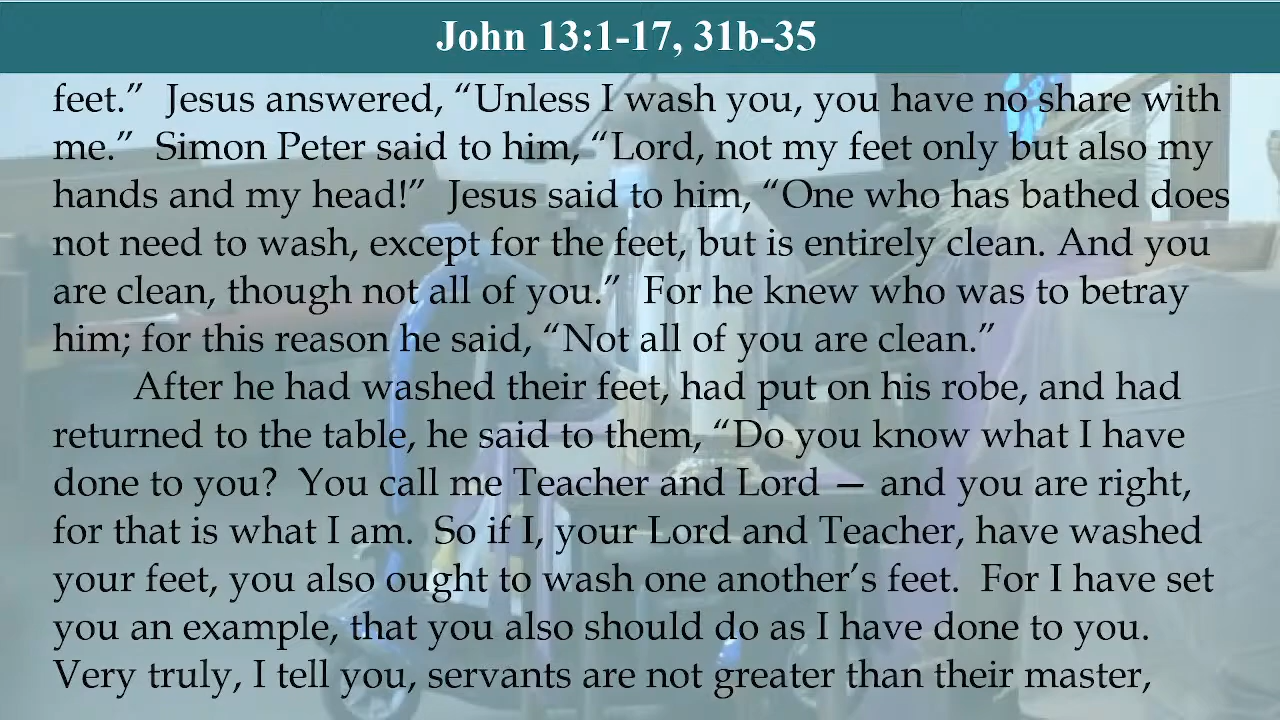 John 13:1-17, 31b-35
feet.” Jesus answered, “Unless I wash you, you have no share with
me.” Simon Peter said to him, “Lord, not my feet only but also my
hands and my head!” Jesus said to him, “One who has bathed does
not need to wash, except for the feet, but is entirely clean. And you
are clean, though not all of you.” For he knew who was to betray
him; for this reason he said, “Not all of you are clean.”
After he had washed their feet, had put on his robe, and had
returned to the table, he said to them, “Do you know what I have
done to you? You call me Teacher and Lord — and you are right,
for that is what I am. So if I, your Lord and Teacher, have washed
your feet, you also ought to wash one another’s feet. For I have set
you an example, that you also should do as I have done to you.
Very truly, I tell you, servants are not greater than their master,